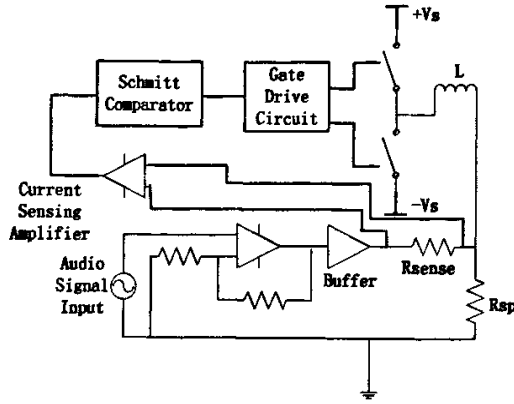 +Vs
Schmitt
Comparator
Gate
Drive
Circuit
L
-Vs
Current
Sensing
Amplifier
Audio
Signal
Input
Buffer
Rsense
Rsp